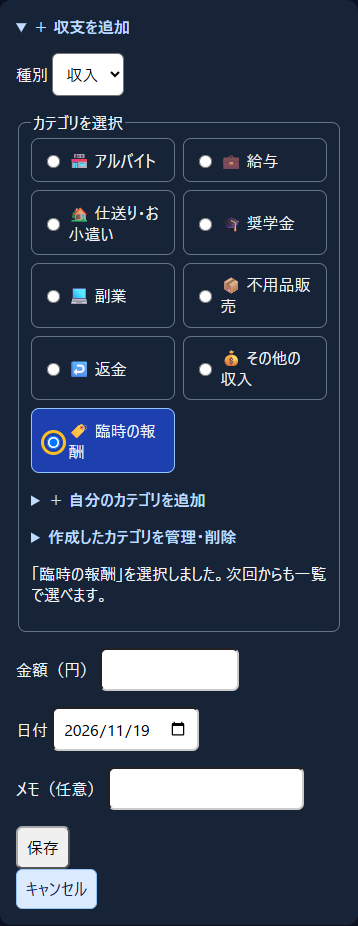 ▼ ＋ 収支を追加
種別 収入
カテゴリを選択
アルバイト
給与
仕送り・お
小遣い
奨学金
副業
不用品販
売
返金
その他の
収入
臨時の報
酬
▶ ＋ 自分のカテゴリを追加
▶ 作成したカテゴリを管理・削除
「臨時の報酬」を選択しました。次回からも一覧
で選べます。
金額（円）
日付 2026/11/19
メモ（任意）
保存
キャンセル